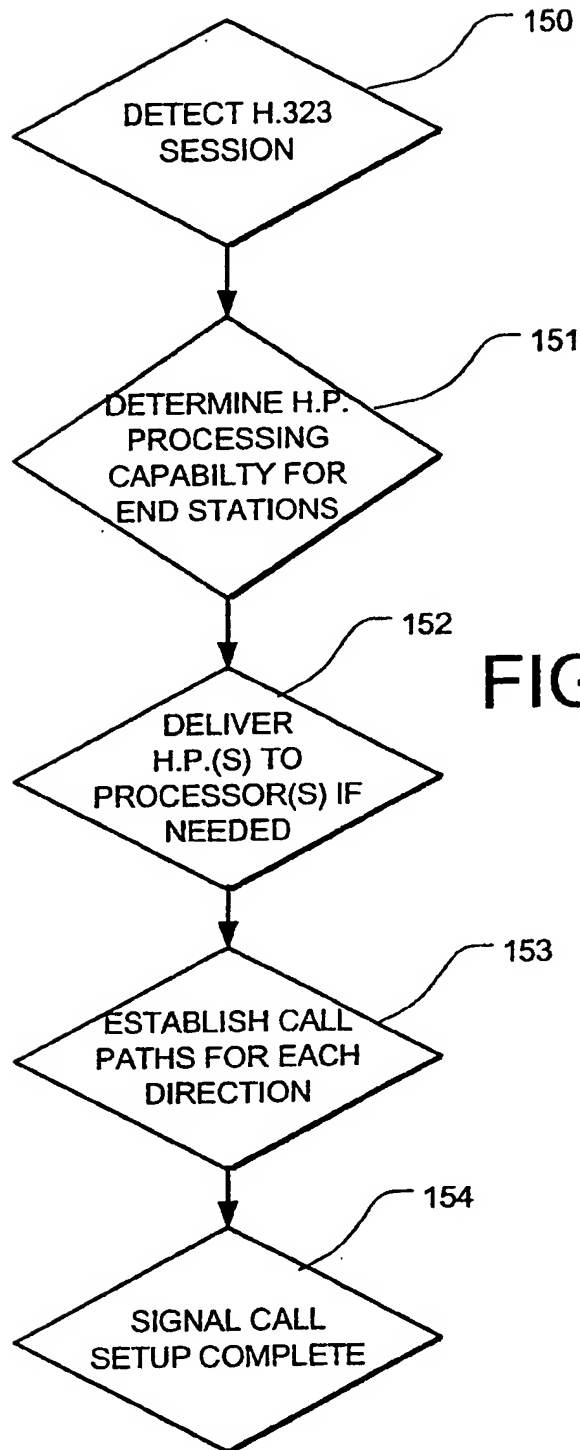 150
DETECT H.323
SESSION
151
DETERMINE H.P.
PROCESSING
CAPABILTY FOR
END STATIONS
152
DELIVER
H.P.(S) TO
PROCESSOR(S) IF
NEEDED
FIG
153
ESTABLISH CALL
PATHS FOR EACH
DIRECTION
154
SIGNAL CALL
SETUP COMPLETE